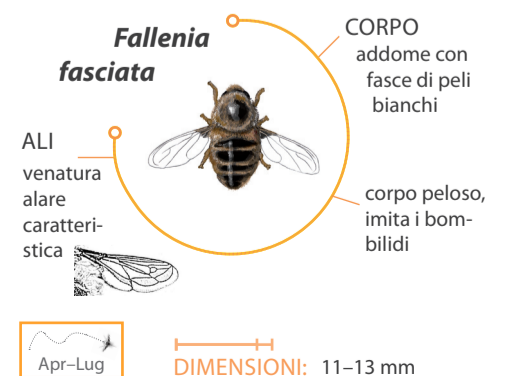 Fallenia
fasciata
CORPO
addome con
fasce di peli
bianchi
ALI
venatura
alare
caratteri-
stica
corpo peloso,
imita i bom-
bilidi
Apr–Lug
DIMENSIONI: 11–13 mm